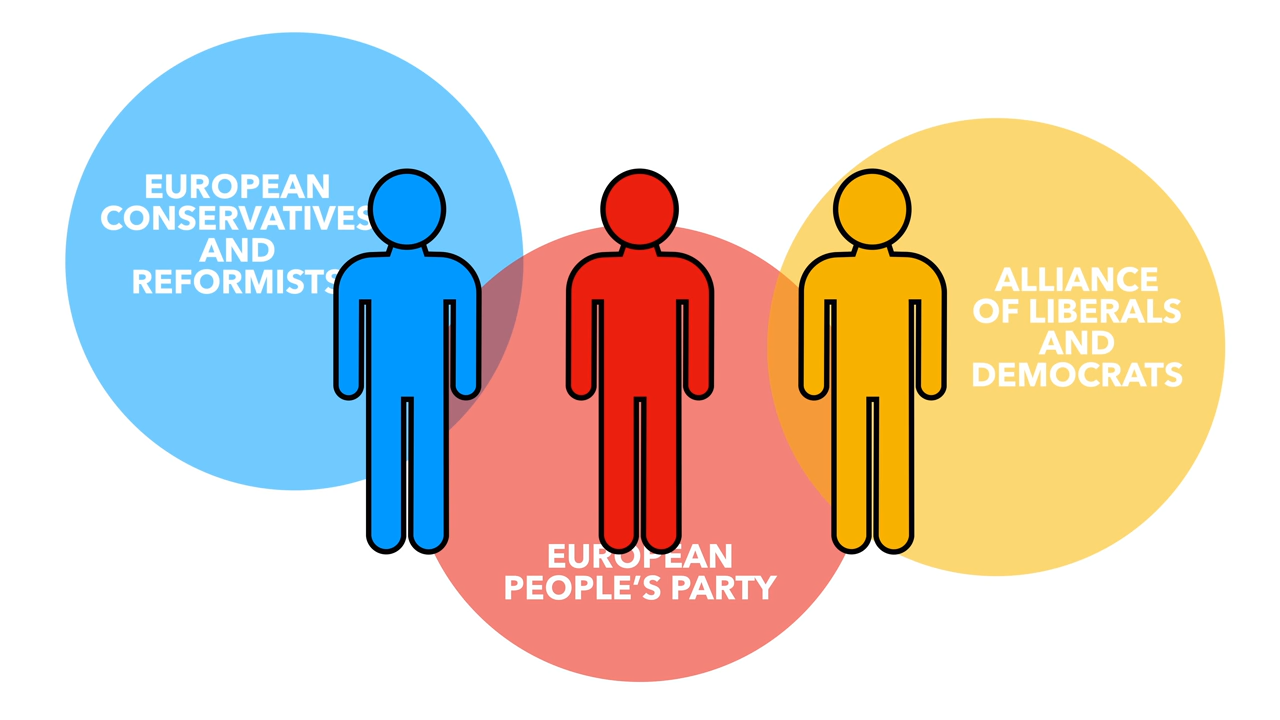 EUROPEAN
CONSERVATIVES
AND
REFORMISTS
EUROPEAN
PEOPLE'S PARTY
ALLIANCE
OF LIBERALS
AND
DEMOCRATS